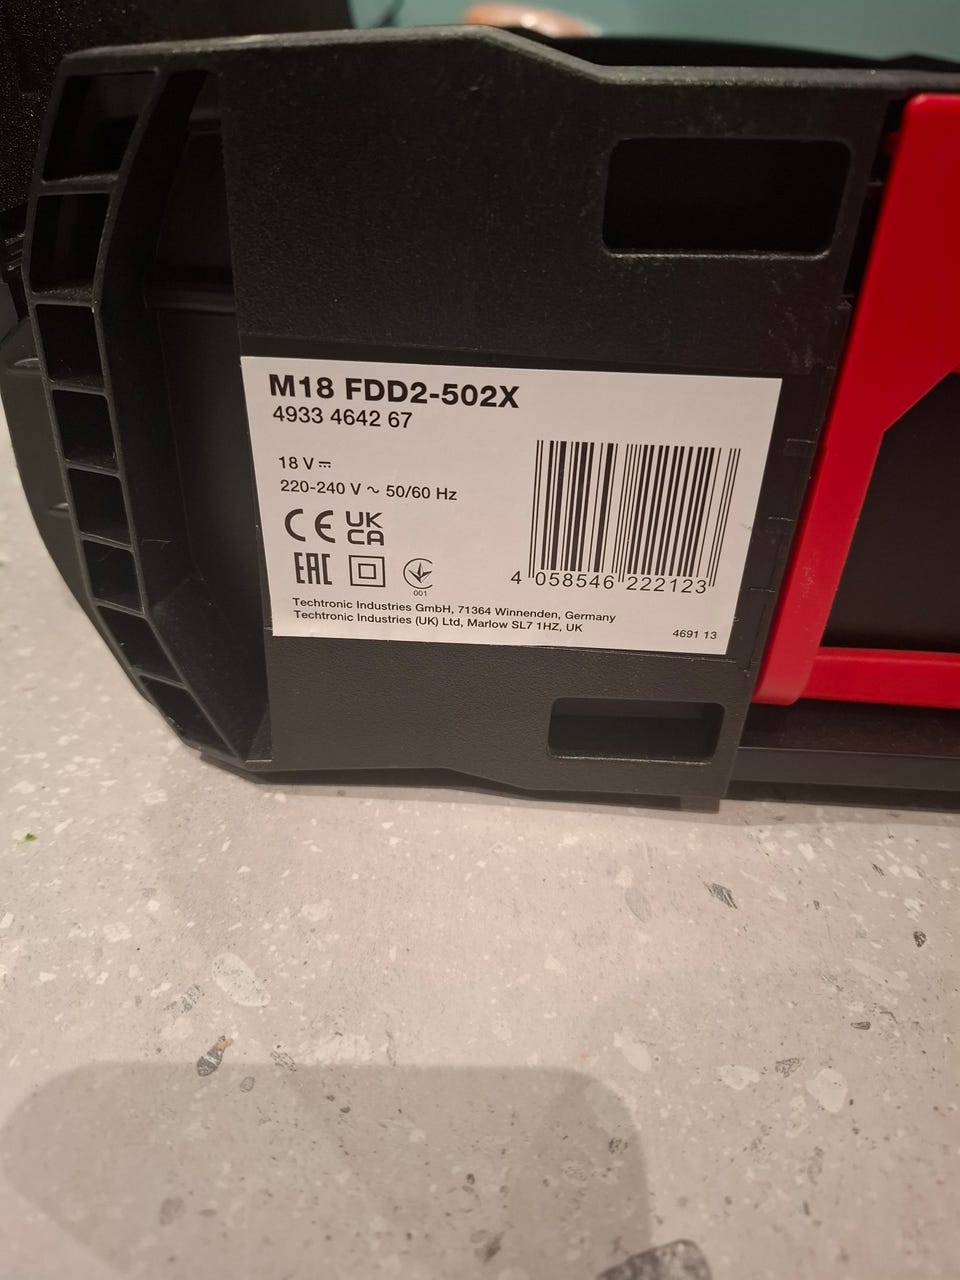 M18 FDD2-502X
4933 4642 67
18 V ⎓
220-240 V ~ 50/60 Hz
CE UK
CA
EAC
001
4 058546 222123
Techtronic Industries GmbH, 71364 Winnenden, Germany
Techtronic Industries (UK) Ltd, Marlow SL7 1HZ, UK
4691 13